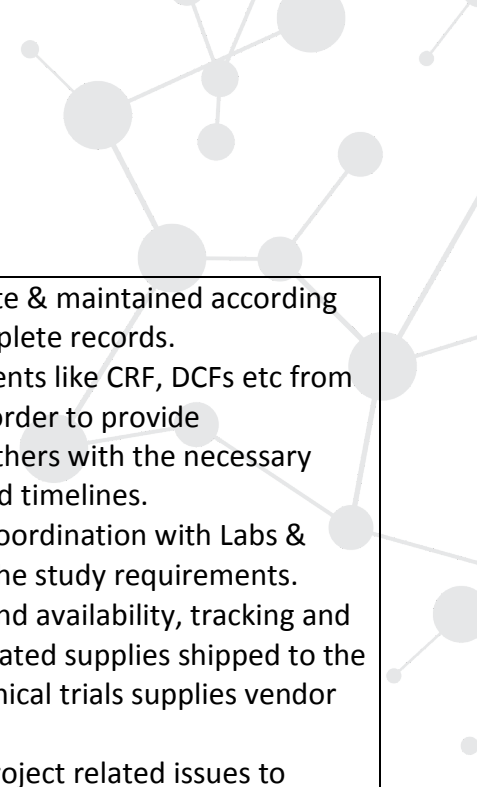 te & maintained according
plete records.
ents like CRF, DCFs etc from
order to provide
thers with the necessary
d timelines.
oordination with Labs &
he study requirements.
nd availability, tracking and
ated supplies shipped to the
nical trials supplies vendor
roject related issues to